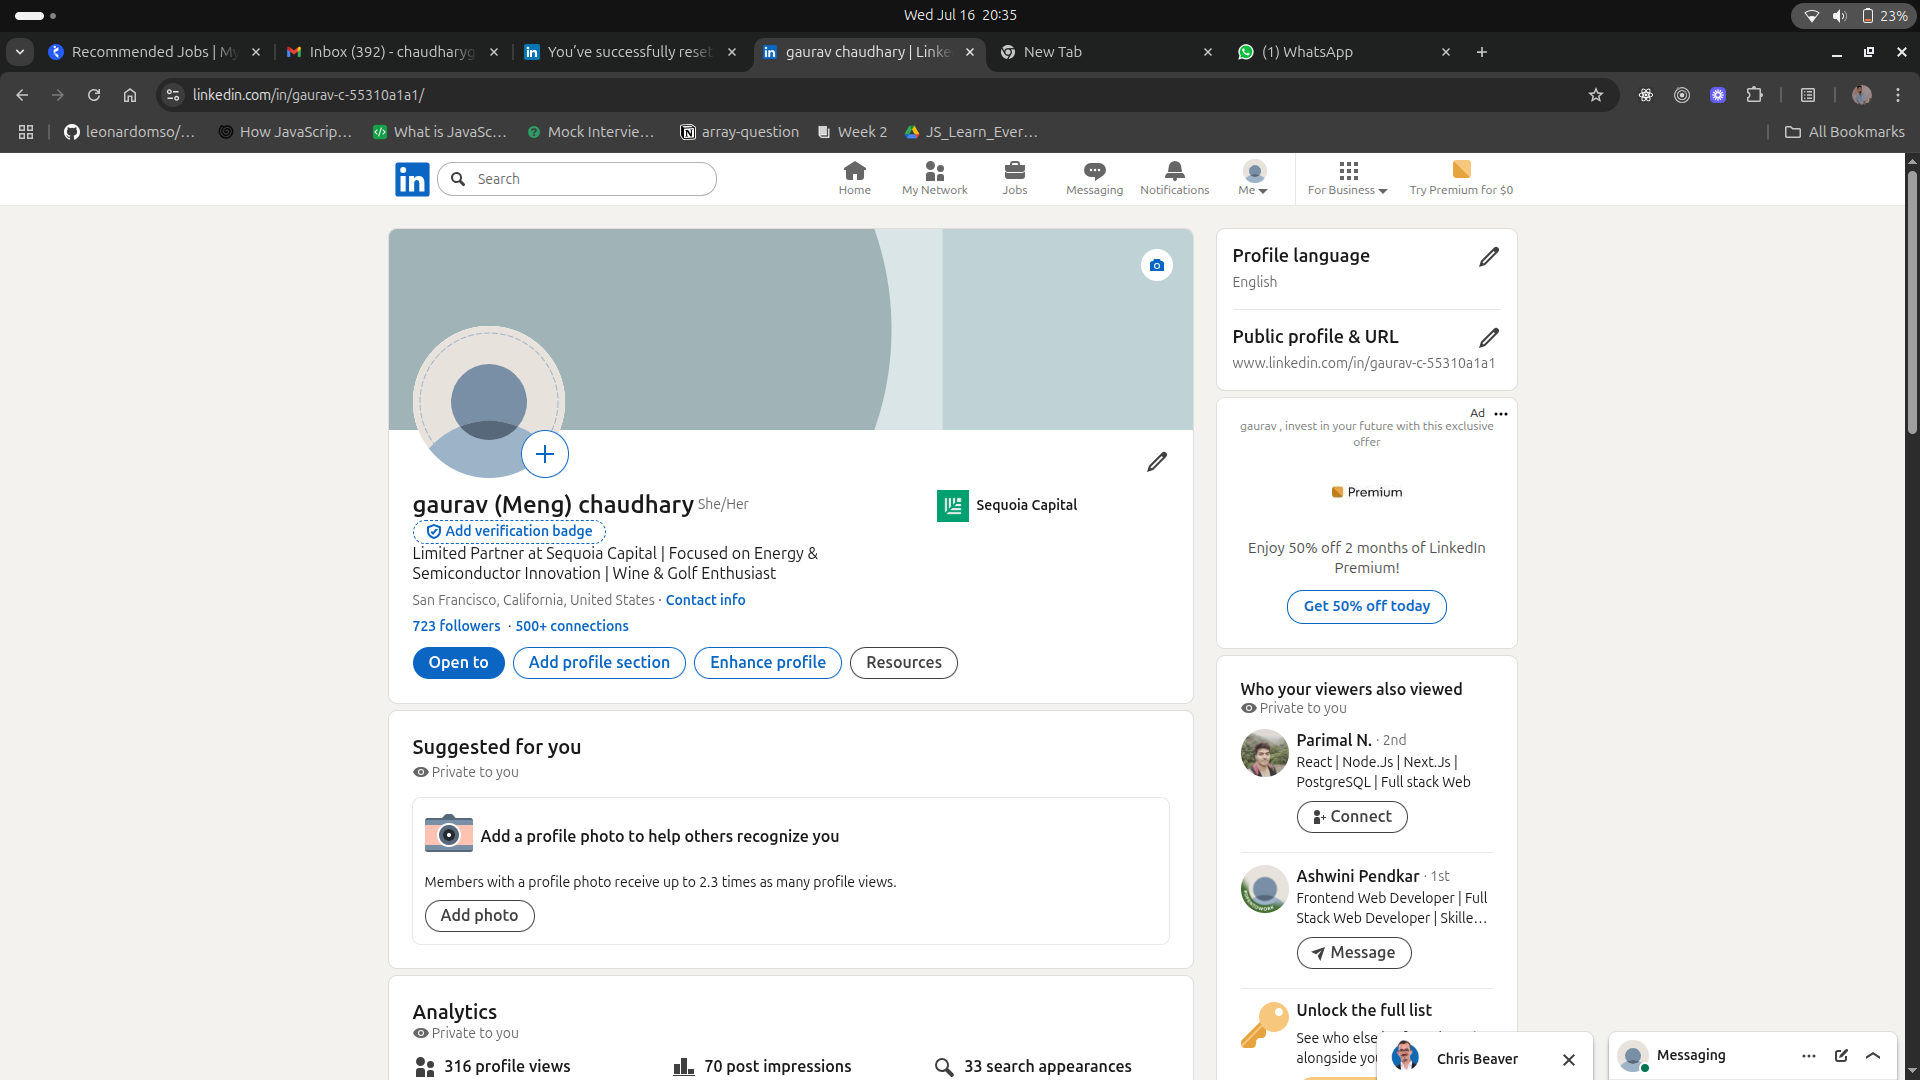 Wed Jul 16 20:35
23%
Recommended Jobs | My
Inbox (392) - chaudharyg
You've successfully reset
gaurav chaudhary | Linke
New Tab
(1) WhatsApp
linkedin.com/in/gaurav-c-55310a1a1/
leonardomso/...
How JavaScrip...
What is JavaSc...
Mock Intervie...
array-question
Week 2
JS_Learn_Ever...
All Bookmarks
in
Search
Home
My Network
Jobs
Messaging
Notifications
Me
For Business
Try Premium for $0
gaurav (Meng) chaudhary She/Her
Add verification badge
Limited Partner at Sequoia Capital | Focused on Energy &
Semiconductor Innovation | Wine & Golf Enthusiast
San Francisco, California, United States · Contact info
723 followers · 500+ connections
Sequoia Capital
Open to
Add profile section
Enhance profile
Resources
Suggested for you
Private to you
Add a profile photo to help others recognize you
Members with a profile photo receive up to 2.3 times as many profile views.
Add photo
Analytics
Private to you
316 profile views
70 post impressions
33 search appearances
Profile language
English
Public profile & URL
www.linkedin.com/in/gaurav-c-55310a1a1
Ad
gaurav , invest in your future with this exclusive
offer
Premium
Enjoy 50% off 2 months of LinkedIn
Premium!
Get 50% off today
Who your viewers also viewed
Private to you
Parimal N. · 2nd
React | Node.Js | Next.Js |
PostgreSQL | Full stack Web
Connect
Ashwini Pendkar · 1st
Frontend Web Developer | Full
Stack Web Developer | Skille...
Message
Unlock the full list
See who else
alongside you
Chris Beaver
Messaging